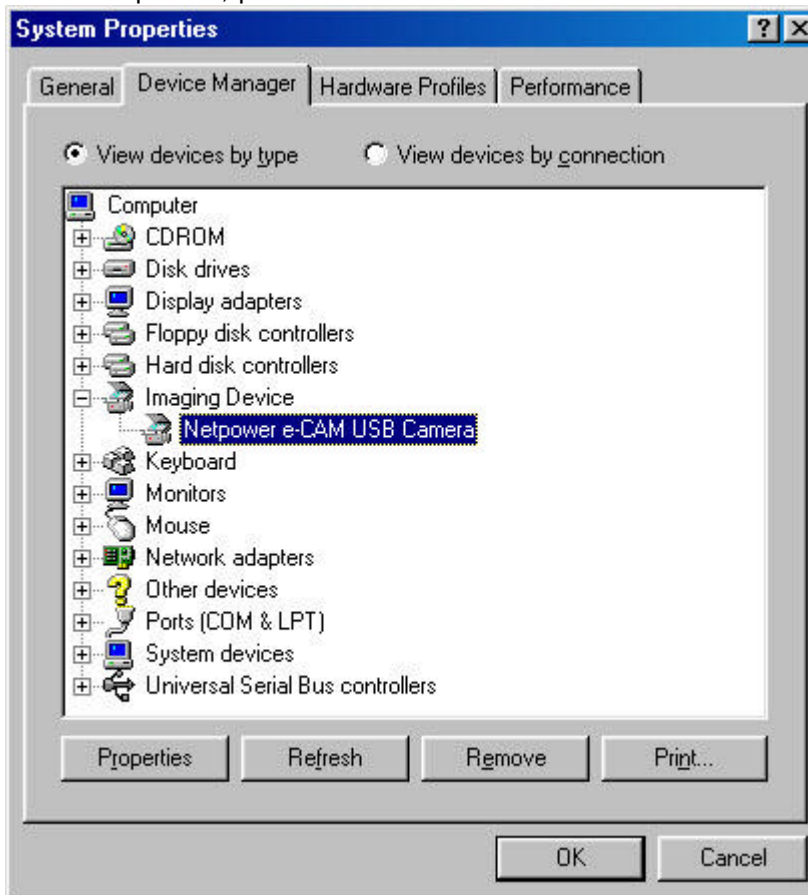 System Properties
General Device Manager Hardware Profiles Performance
View devices by type View devices by connection
Computer
CDROM
Disk drives
Display adapters
Floppy disk controllers
Hard disk controllers
Imaging Device
Netpower e-CAM USB Camera
Keyboard
Monitors
Mouse
Network adapters
Other devices
Ports (COM & LPT)
System devices
Universal Serial Bus controllers
Properties Refresh Remove Print...
OK Cancel